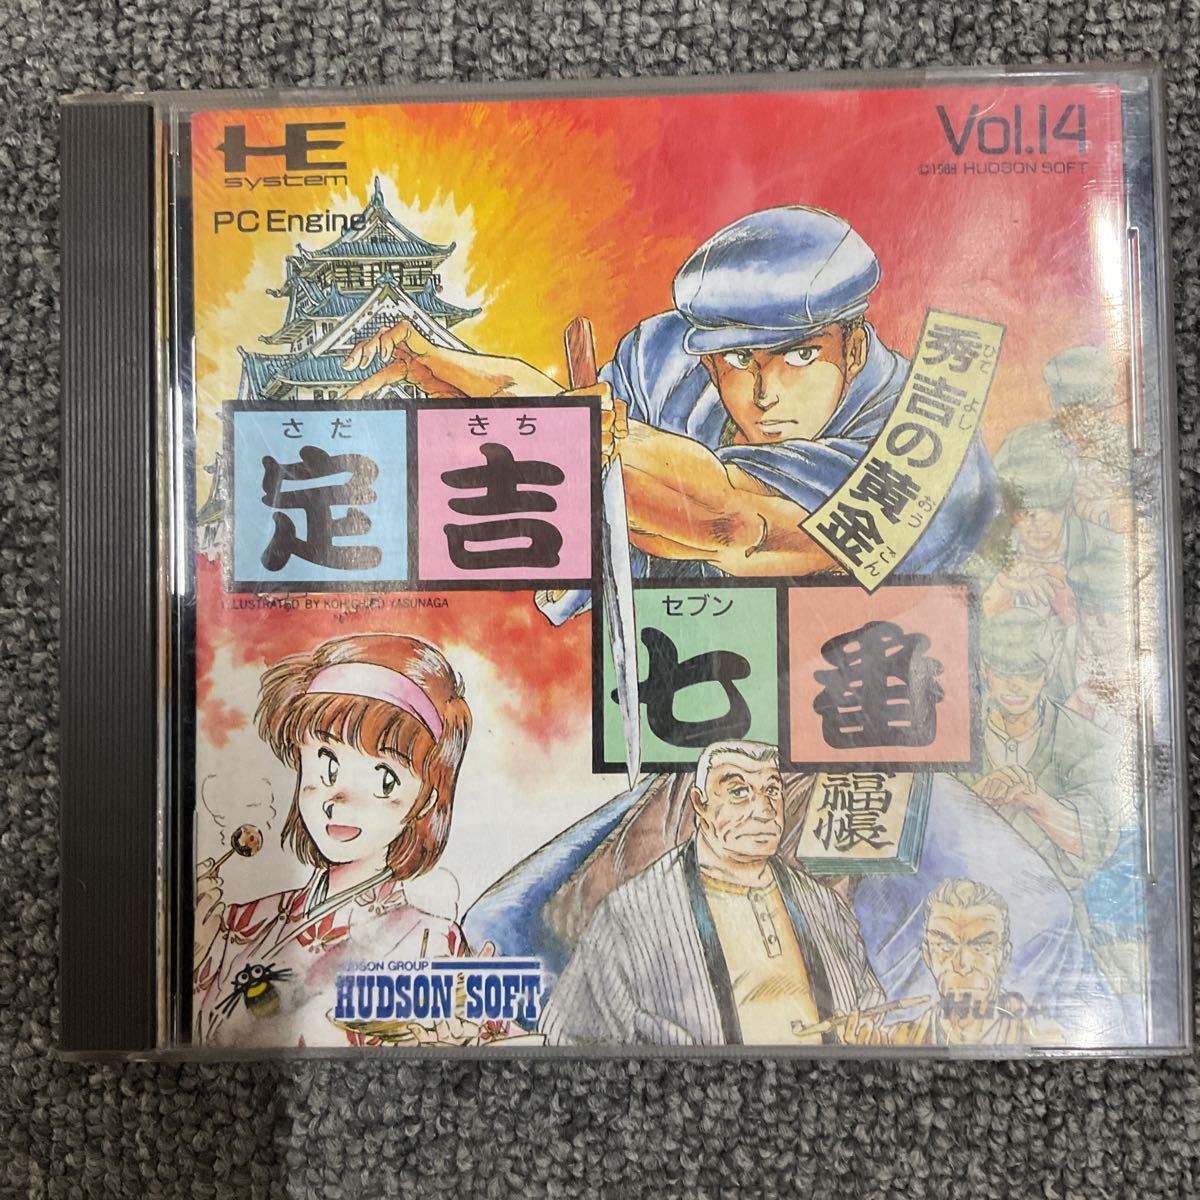 HE
system
PC Engine
Vol.14
©1988 HUDSON SOFT
秀吉の黄金
ひでよし おうごん
さだ きち
定吉
セブン
七番
ILLUSTRATED BY KOHICHIRO YASUNAGA
福帳
HUDSON GROUP
HUDSON SOFT